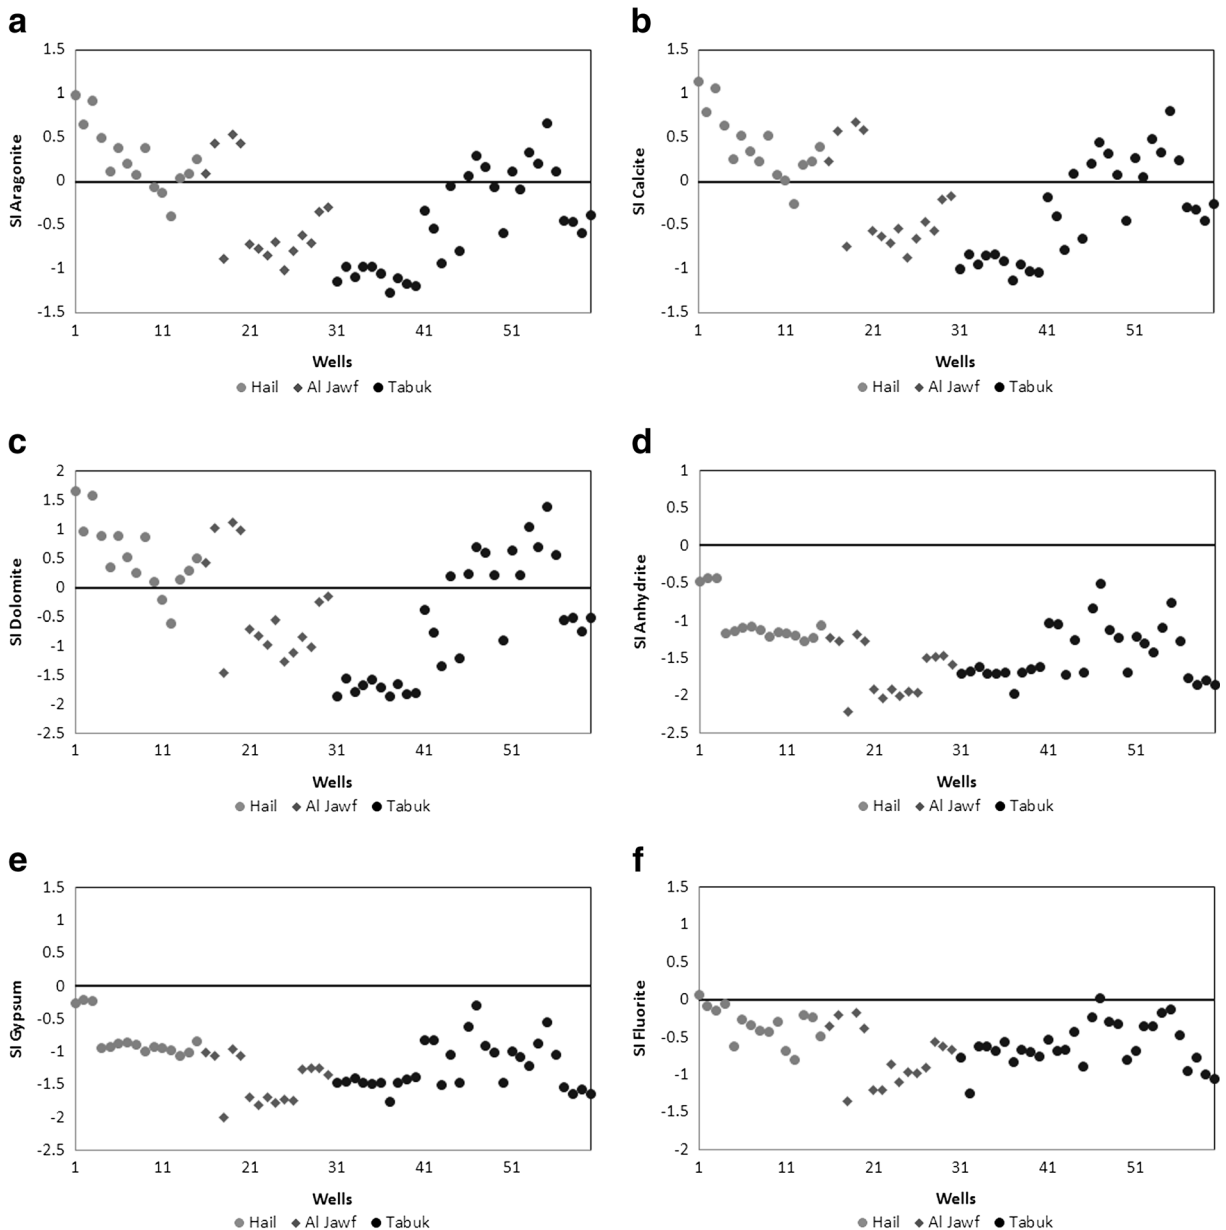 a
1.5
1
0.5
0
-0.5
-1
-1.5
SI Aragonite
1 11 21 31 41 51
Wells
Hail Al Jawf Tabuk
b
1.5
1
0.5
0
-0.5
-1
-1.5
SI Calcite
1 11 21 31 41 51
Wells
Hail Al Jawf Tabuk
c
2
1.5
1
0.5
0
-0.5
-1
-1.5
-2
-2.5
SI Dolomite
1 11 21 31 41 51
Wells
Hail Al Jawf Tabuk
d
1
0.5
0
-0.5
-1
-1.5
-2
-2.5
SI Anhydrite
1 11 21 31 41 51
Wells
Hail Al Jawf Tabuk
e
1.5
1
0.5
0
-0.5
-1
-1.5
-2
-2.5
SI Gypsum
1 11 21 31 41 51
Wells
Hail Al Jawf Tabuk
f
1.5
1
0.5
0
-0.5
-1
-1.5
-2
SI Fluorite
1 11 21 31 41 51
Wells
Hail Al Jawf Tabuk